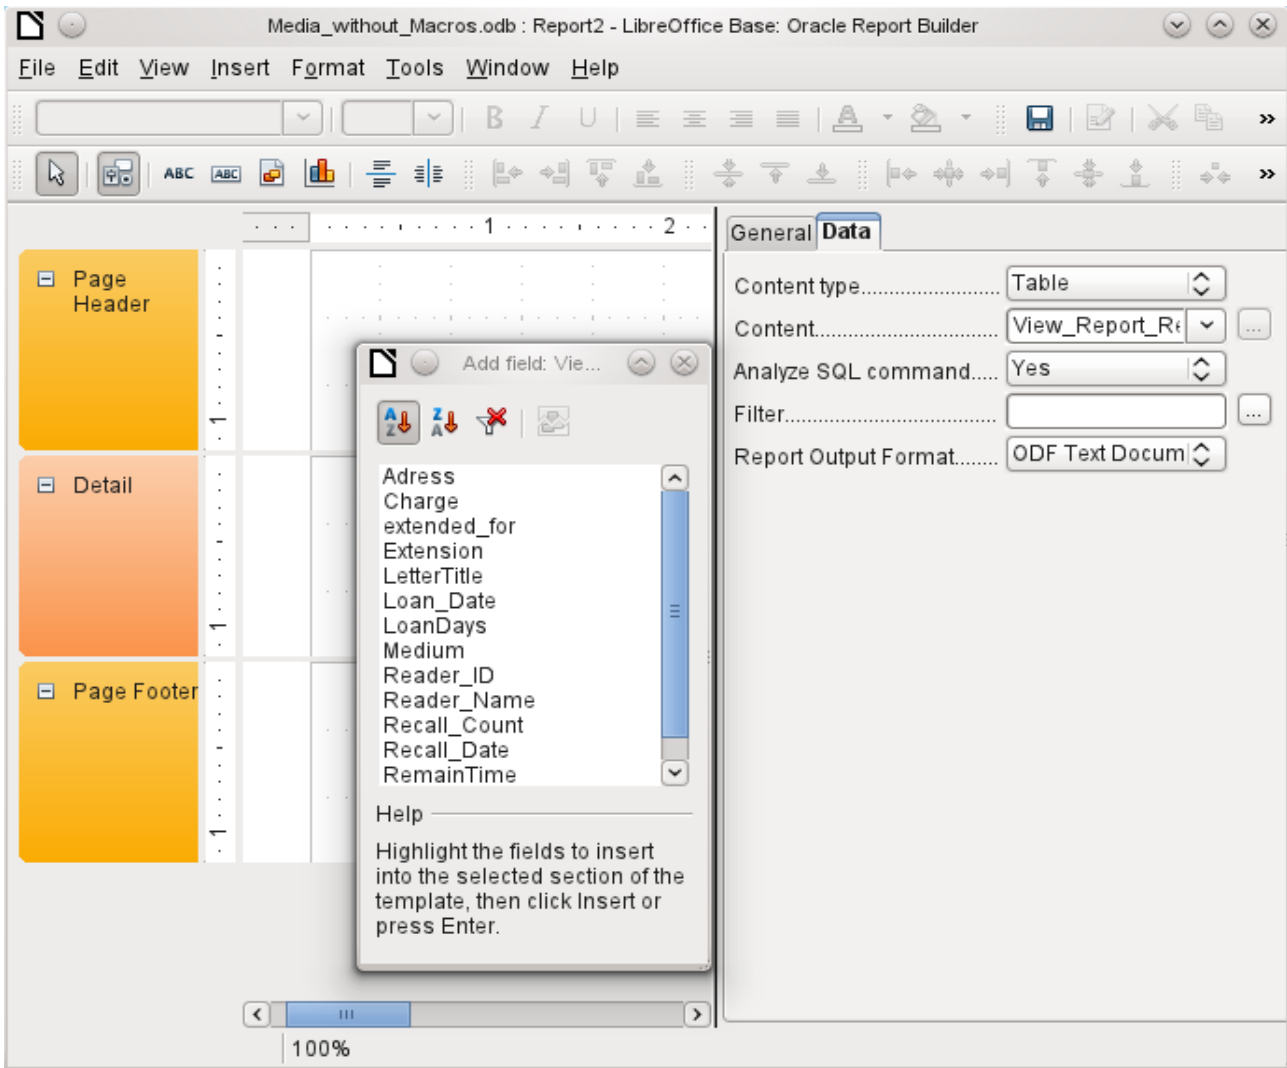 Media_without_Macros.odb : Report2 - LibreOffice Base: Oracle Report Builder
File Edit View Insert Format Tools Window Help
B I U A
ABC ABC
1 2
General Data
Page Header
Content type........................ Table
Content............................... View_Report_Re
Analyze SQL command..... Yes
Filter...................................
Report Output Format........ ODF Text Docum
Add field: Vie...
A Z Z A
Adress
Charge
extended_for
Extension
LetterTitle
Loan_Date
LoanDays
Medium
Reader_ID
Reader_Name
Recall_Count
Recall_Date
RemainTime
Help
Highlight the fields to insert
into the selected section of the
template, then click Insert or
press Enter.
1
Detail
1
Page Footer
1
100%